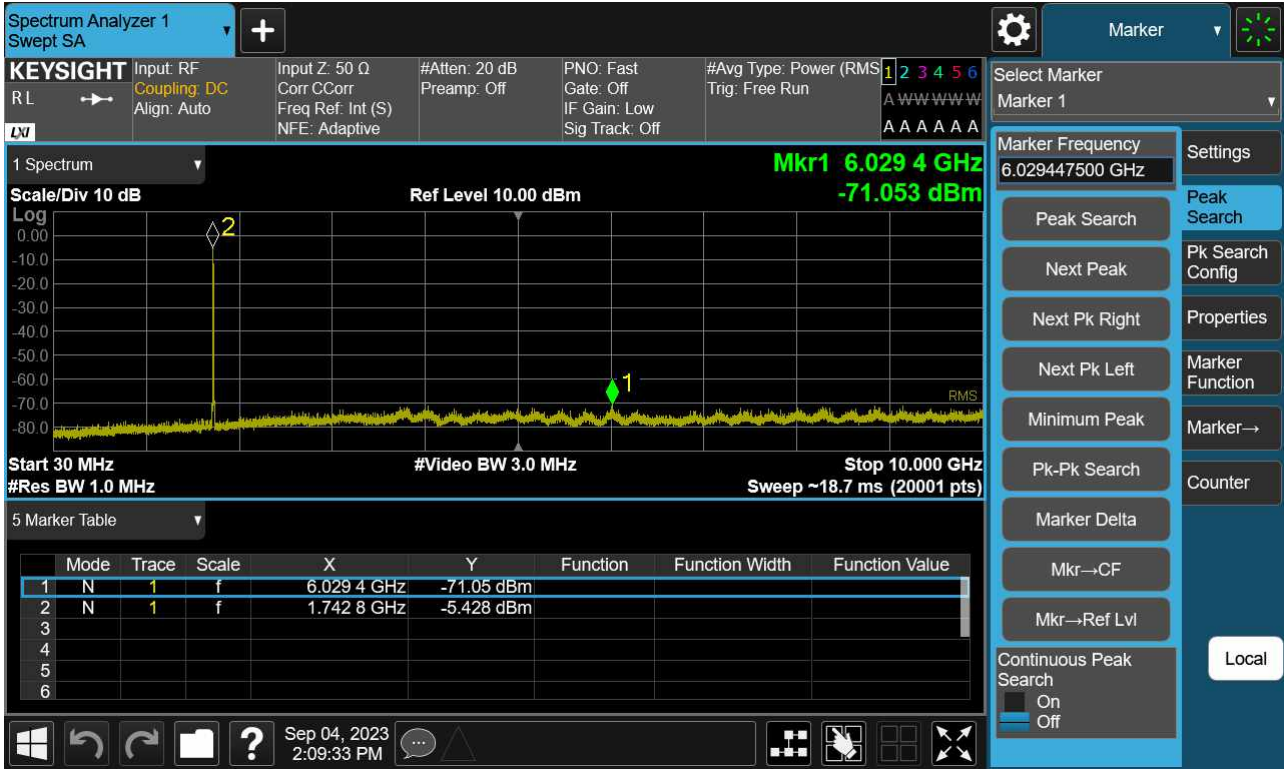 Spectrum Analyzer 1
Swept SA
+
Marker
KEYSIGHT
R L
LXI
Input: RF
Coupling: DC
Align: Auto
Input Z: 50 Ω
Corr CCorr
Freq Ref: Int (S)
NFE: Adaptive
#Atten: 20 dB
Preamp: Off
PNO: Fast
Gate: Off
IF Gain: Low
Sig Track: Off
#Avg Type: Power (RMS
Trig: Free Run
1 2 3 4 5 6
A W W W W W
A A A A A A
Select Marker
Marker 1
1 Spectrum
Mkr1 6.029 4 GHz
-71.053 dBm
Scale/Div 10 dB
Ref Level 10.00 dBm
Log
0.00
-10.0
-20.0
-30.0
-40.0
-50.0
-60.0
-70.0
-80.0
2
1
RMS
Start 30 MHz
#Video BW 3.0 MHz
Stop 10.000 GHz
#Res BW 1.0 MHz
Sweep ~18.7 ms (20001 pts)
5 Marker Table
Mode Trace Scale X Y Function Function Width Function Value
1 N 1 f 6.029 4 GHz -71.05 dBm
2 N 1 f 1.742 8 GHz -5.428 dBm
3
4
5
6
Marker Frequency
6.029447500 GHz
Peak Search
Next Peak
Next Pk Right
Next Pk Left
Minimum Peak
Pk-Pk Search
Marker Delta
Mkr→CF
Mkr→Ref Lvl
Continuous Peak
Search
On
Off
Settings
Peak
Search
Pk Search
Config
Properties
Marker
Function
Marker→
Counter
Local
?
Sep 04, 2023
2:09:33 PM